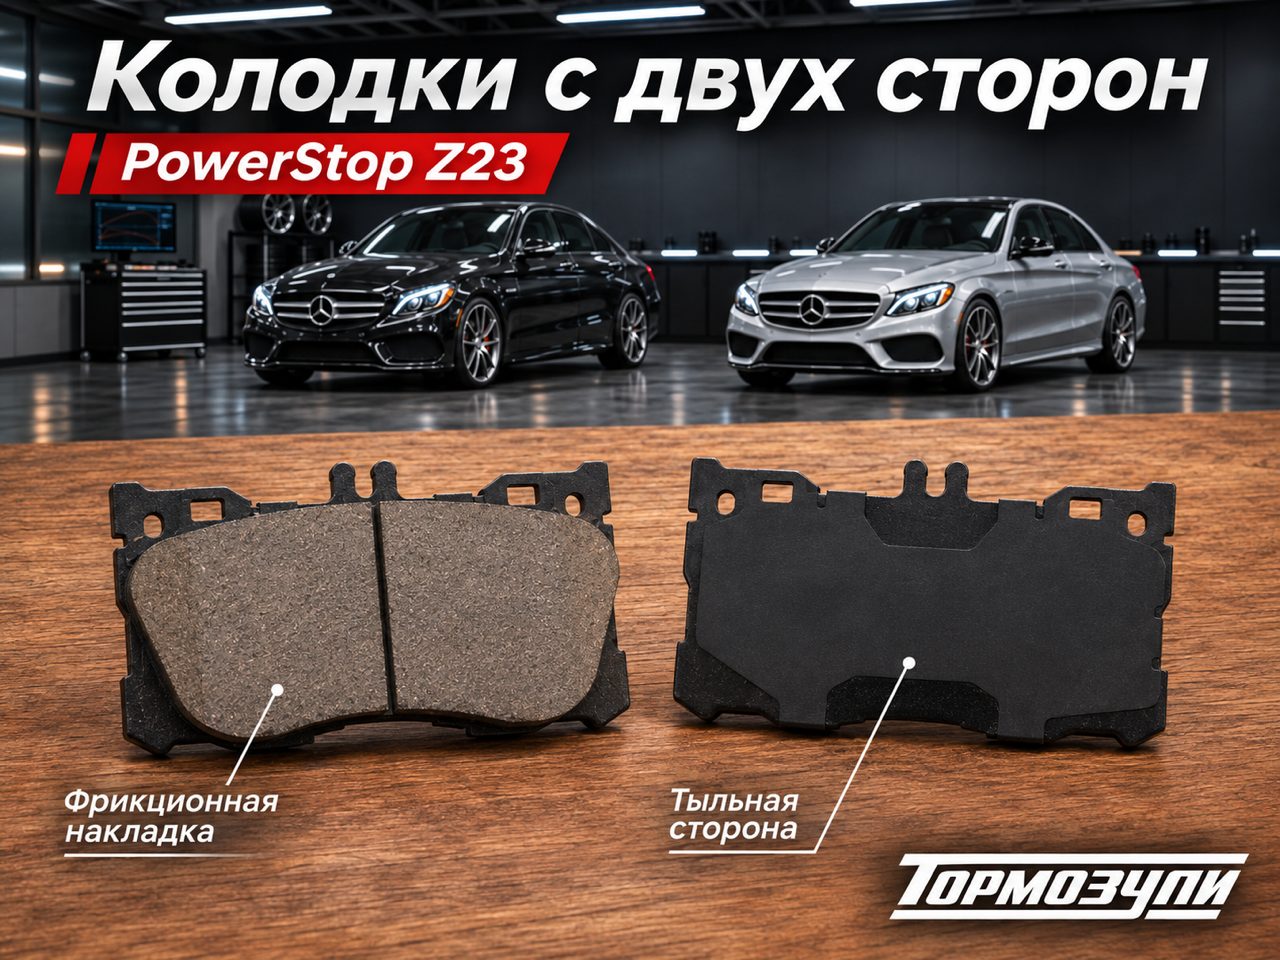 Колодки с двух сторон
PowerStop Z23
Фрикционная
накладка
Тыльная
сторона
ТОРМОЗУЛИ